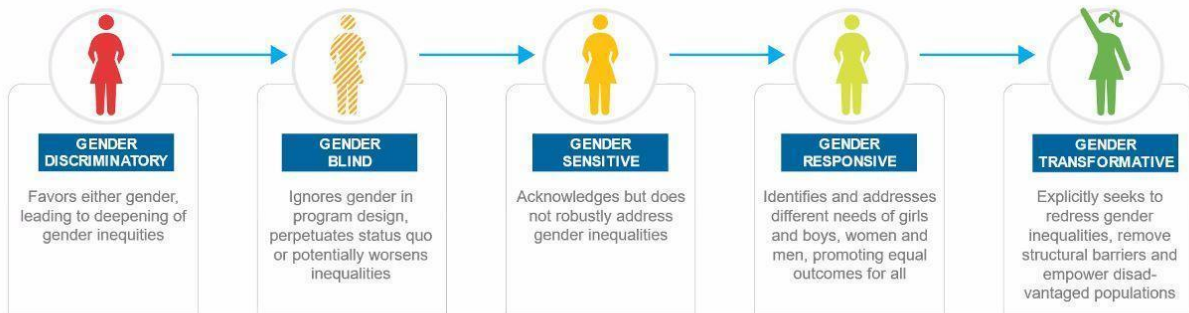 GENDER
DISCRIMINATORY
Favors either gender,
leading to deepening of
gender inequities
GENDER
BLIND
Ignores gender in
program design,
perpetuates status quo
or potentially worsens
inequalities
GENDER
SENSITIVE
Acknowledges but does
not robustly address
gender inequalities
GENDER
RESPONSIVE
Identifies and addresses
different needs of girls
and boys, women and
men, promoting equal
outcomes for all
GENDER
TRANSFORMATIVE
Explicitly seeks to
redress gender
inequalities, remove
structural barriers and
empower disad-
vantaged populations